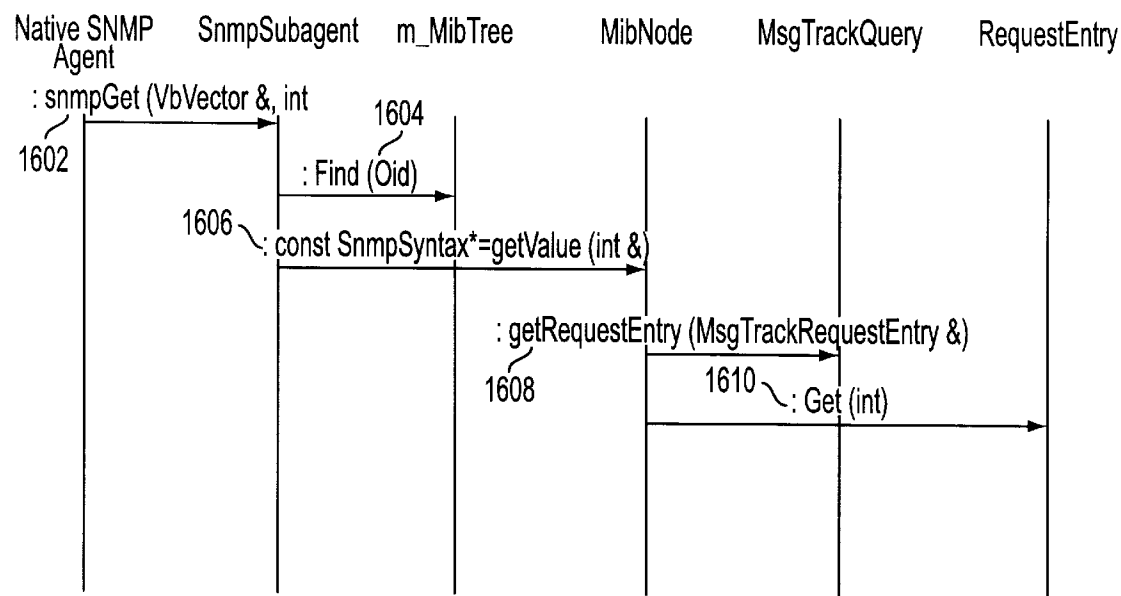 Native SNMP Agent SnmpSubagent m_MibTree MibNode MsgTrackQuery RequestEntry
: snmpGet (VbVector &, int
1602
1604
: Find (Oid)
1606
: const SnmpSyntax*=getValue (int &)
: getRequestEntry (MsgTrackRequestEntry &)
1608
1610
: Get (int)